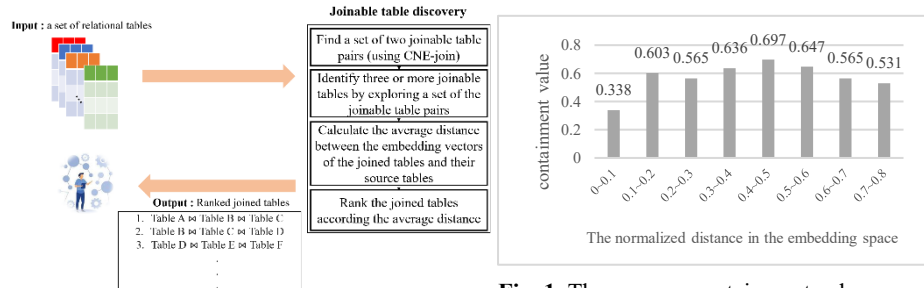 Joinable table discovery
Input : a set of relational tables
Find a set of two joinable table
pairs (using CNE-join)
Identify three or more joinable
tables by exploring a set of the
joinable table pairs
Calculate the average distance
between the embedding vectors
of the joined tables and their
source tables
Rank the joined tables
according the average distance
Output : Ranked joined tables
1. Table A ⋈ Table B ⋈ Table C
2. Table B ⋈ Table C ⋈ Table D
3. Table D ⋈ Table E ⋈ Table F
.
.
containment value
0.8
0.6
0.4
0.2
0
0.338
0.603
0.565
0.636
0.697
0.647
0.565
0.531
0~0.1
0.1~0.2
0.2~0.3
0.3~0.4
0.4~0.5
0.5~0.6
0.6~0.7
0.7~0.8
The normalized distance in the embedding space